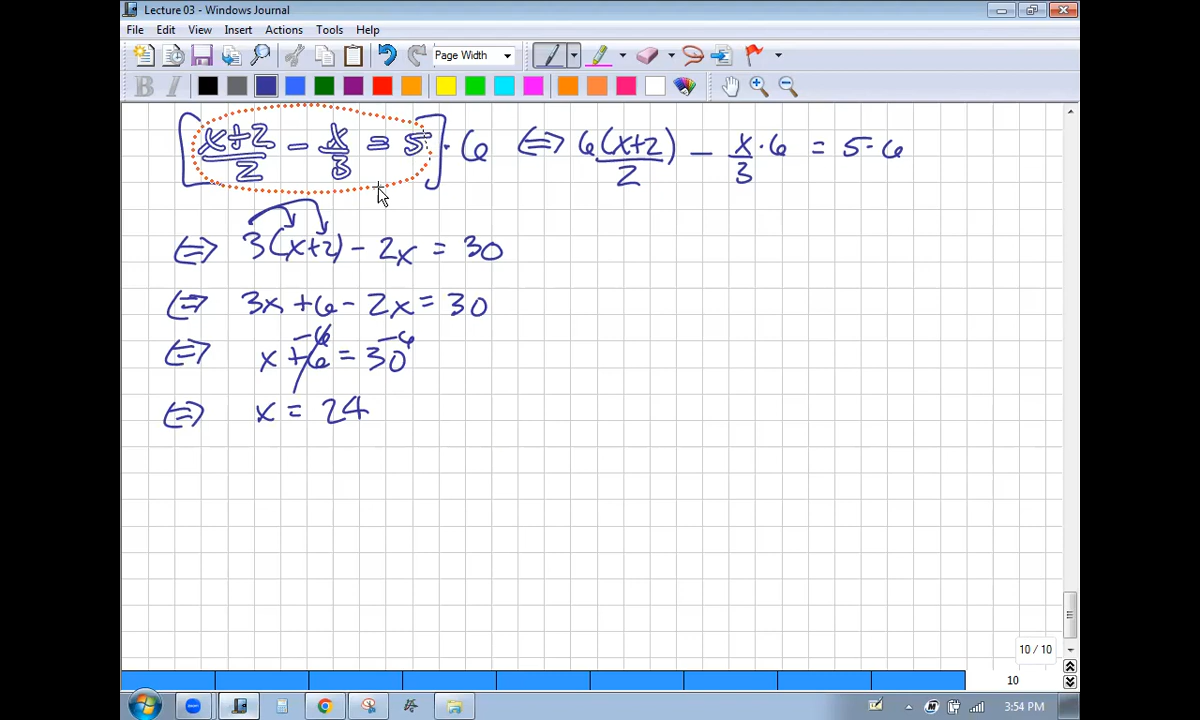 Lecture 03 - Windows Journal
File Edit View Insert Actions Tools Help
Page Width
B I
[(x+2)/2 - x/3 = 5] · 6 ⇔ 6(x+2)/2 - x/3 · 6 = 5 · 6
⇔ 3(x+2) - 2x = 30
⇔ 3x + 6 - 2x = 30
-6 -6
⇔ x + 6 = 30
⇔ x = 24
10 / 10
10
3:54 PM